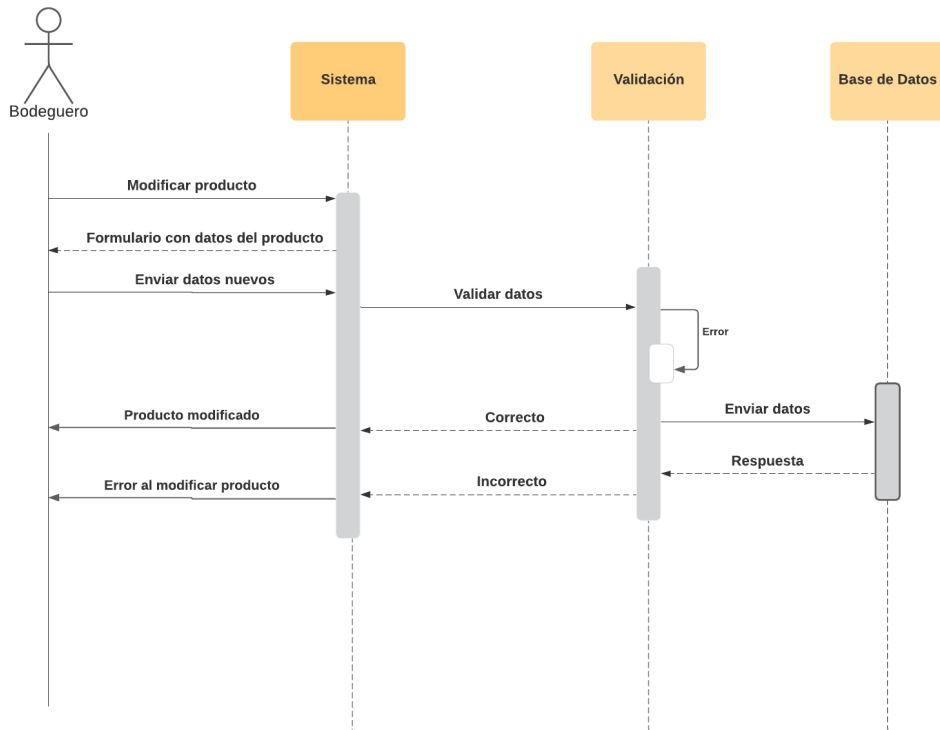 Bodeguero
Sistema
Validación
Base de Datos
Modificar producto
Formulario con datos del producto
Enviar datos nuevos
Validar datos
Error
Producto modificado
Correcto
Enviar datos
Respuesta
Error al modificar producto
Incorrecto